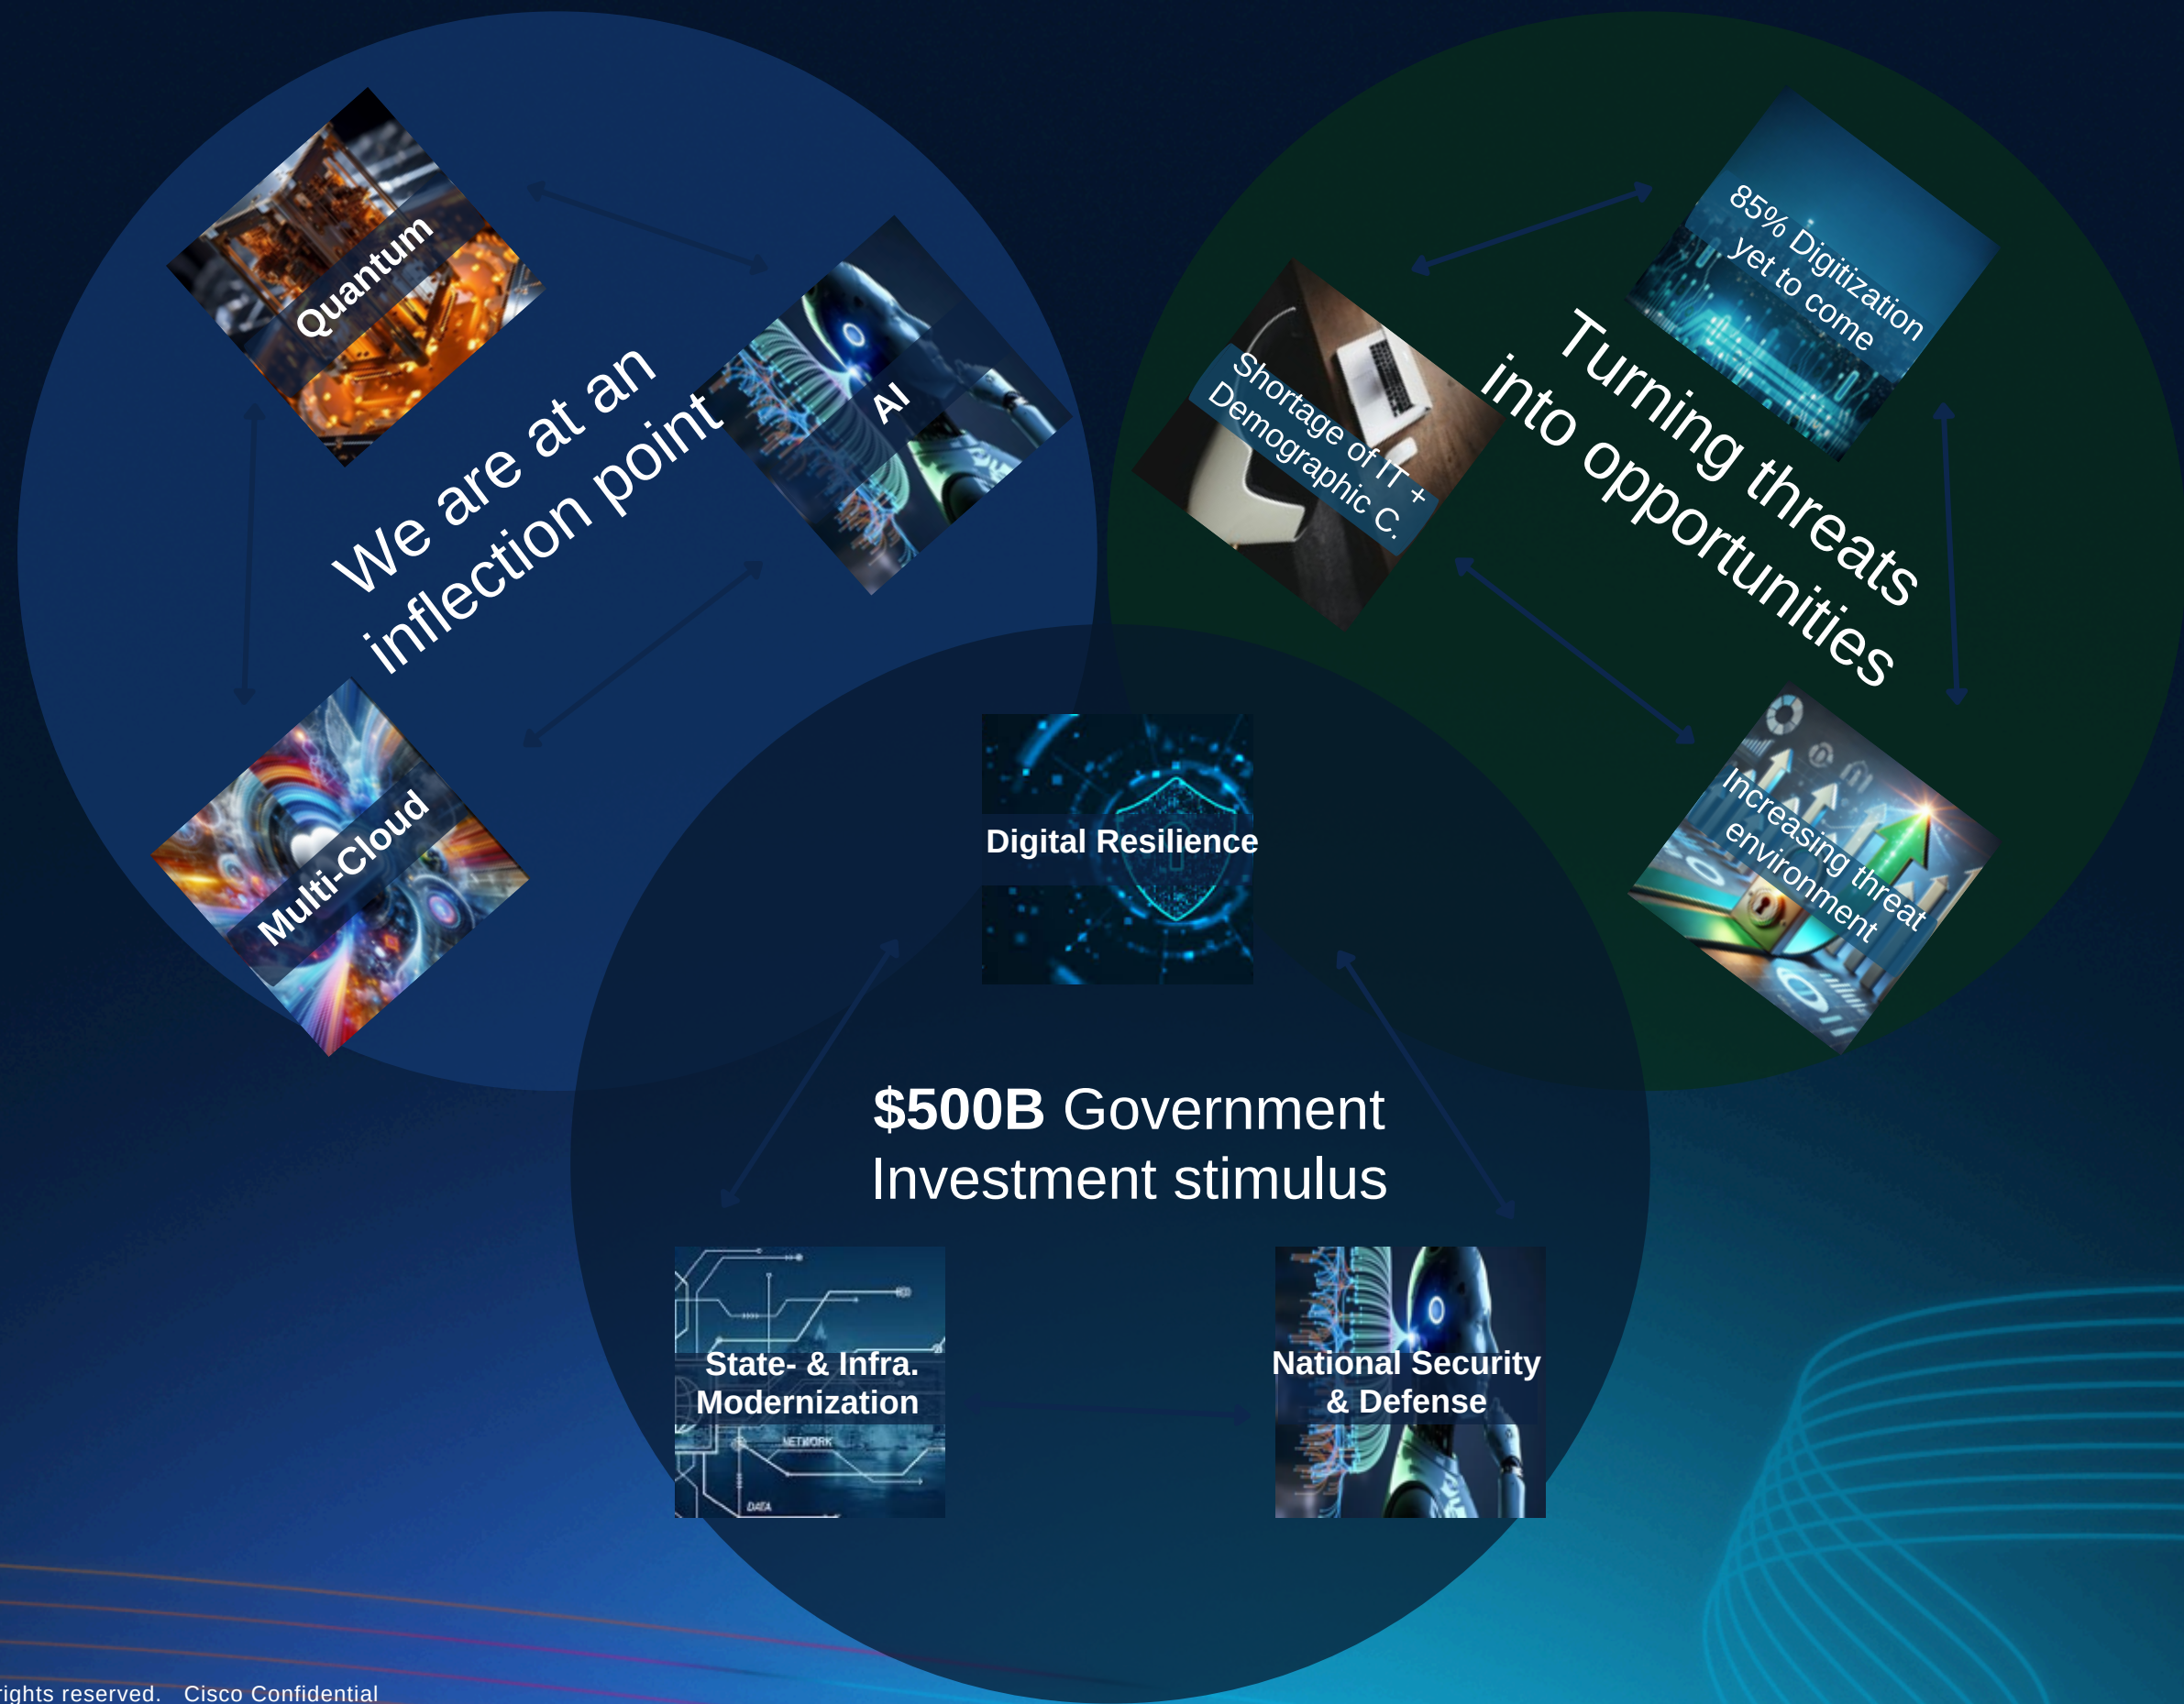 Quantum
AI
We are at an
inflection point
Multi-Cloud
85% Digitization
yet to come
Shortage of IT +
Demographic C.
Turning threats
into opportunities
Increasing threat
environment
Digital Resilience
$500B Government
Investment stimulus
State- & Infra.
Modernization
NETWORK
DATA
National Security
& Defense
rights reserved. Cisco Confidential